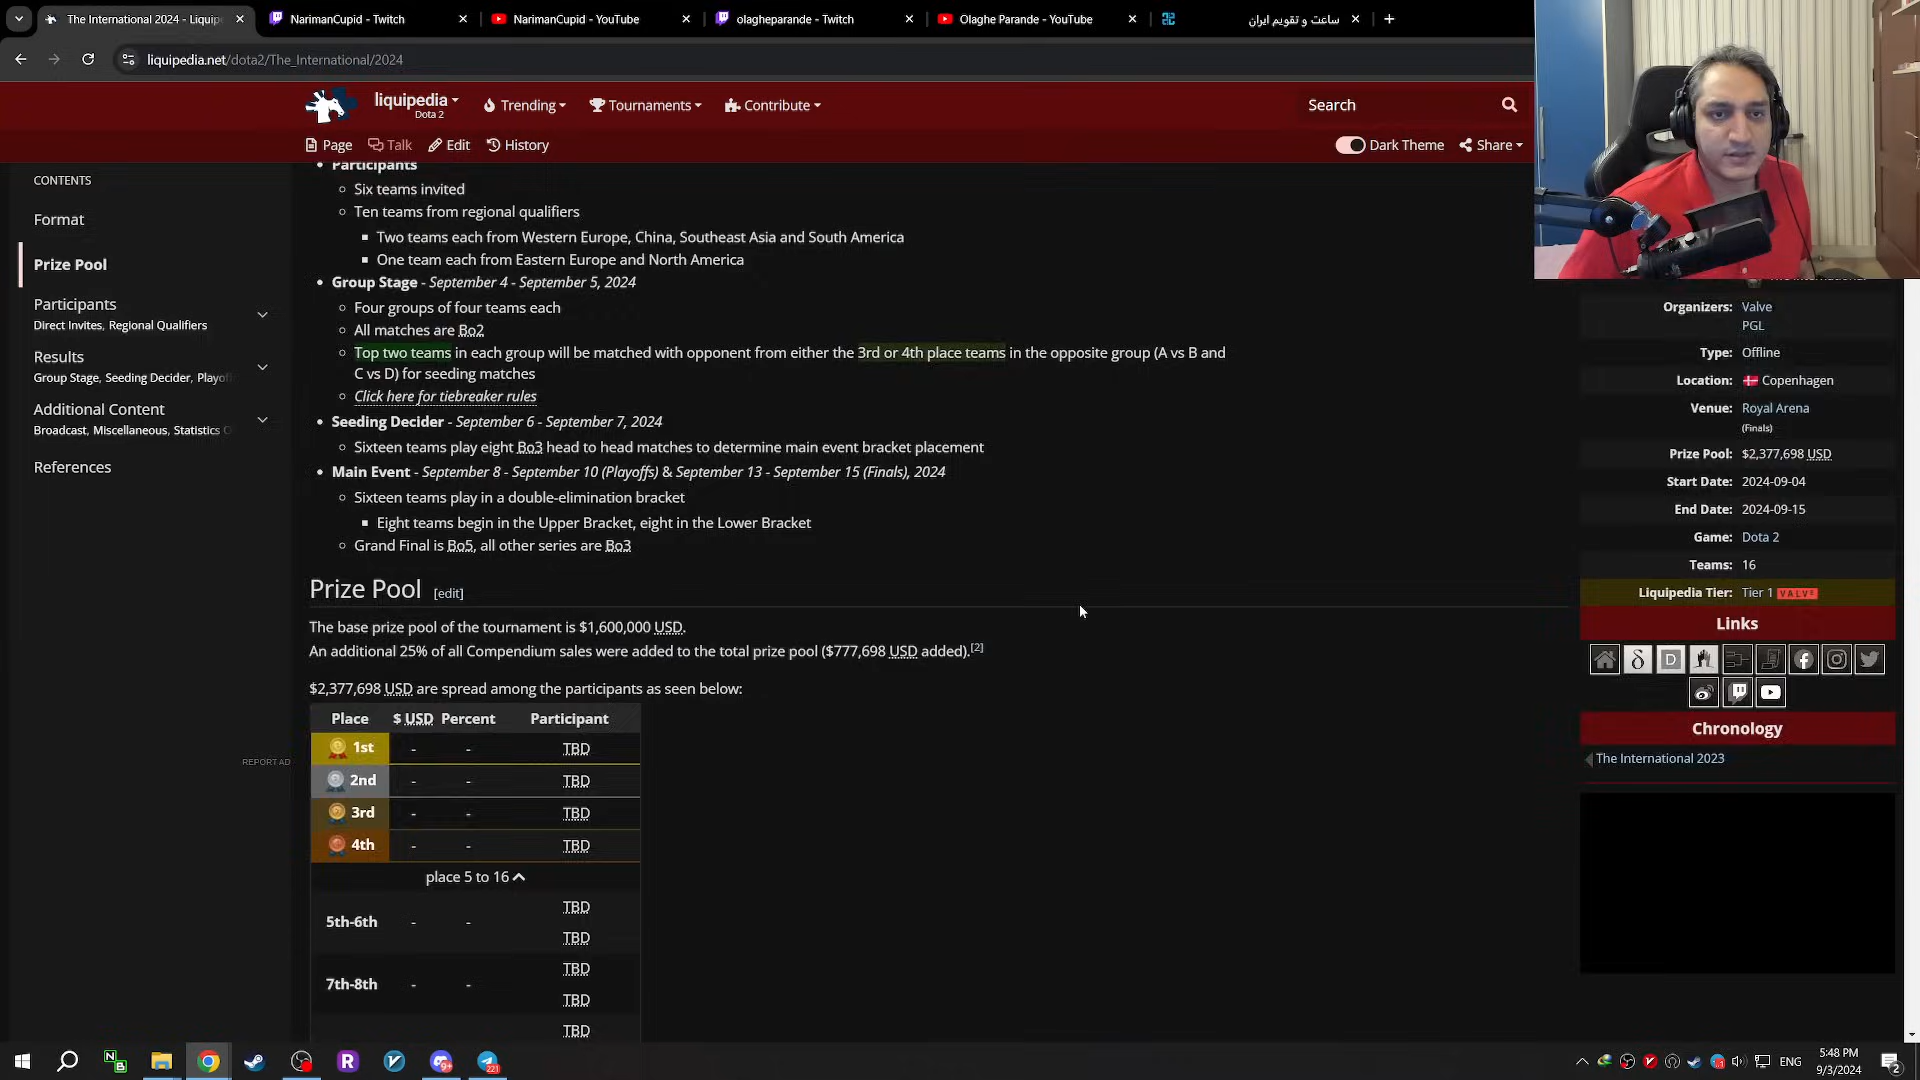 The International 2024 - Liquip
NarimanCupid - Twitch
NarimanCupid - YouTube
olagheparande - Twitch
Olaghe Parande - YouTube
ساعت و تقویم ایران
liquipedia.net/dota2/The_International/2024
liquipedia
Dota 2
Trending
Tournaments
Contribute
Search
Page
Talk
Edit
History
Dark Theme
Share
CONTENTS
Format
Prize Pool
Participants
Direct Invites, Regional Qualifiers
Results
Group Stage, Seeding Decider, Playof
Additional Content
Broadcast, Miscellaneous, Statistics
References
REPORT AD
Participants
Six teams invited
Ten teams from regional qualifiers
Two teams each from Western Europe, China, Southeast Asia and South America
One team each from Eastern Europe and North America
Group Stage - September 4 - September 5, 2024
Four groups of four teams each
All matches are Bo2
Top two teams in each group will be matched with opponent from either the 3rd or 4th place teams in the opposite group (A vs B and
C vs D) for seeding matches
Click here for tiebreaker rules
Seeding Decider - September 6 - September 7, 2024
Sixteen teams play eight Bo3 head to head matches to determine main event bracket placement
Main Event - September 8 - September 10 (Playoffs) & September 13 - September 15 (Finals), 2024
Sixteen teams play in a double-elimination bracket
Eight teams begin in the Upper Bracket, eight in the Lower Bracket
Grand Final is Bo5, all other series are Bo3
Prize Pool [edit]
The base prize pool of the tournament is $1,600,000 USD.
An additional 25% of all Compendium sales were added to the total prize pool ($777,698 USD added).[2]
$2,377,698 USD are spread among the participants as seen below:
Place $ USD Percent Participant
1st - - TBD
2nd - - TBD
3rd - - TBD
4th - - TBD
place 5 to 16
5th-6th - - TBD
TBD
7th-8th - - TBD
TBD
TBD
Organizers: Valve
PGL
Type: Offline
Location: Copenhagen
Venue: Royal Arena
(Finals)
Prize Pool: $2,377,698 USD
Start Date: 2024-09-04
End Date: 2024-09-15
Game: Dota 2
Teams: 16
Liquipedia Tier: Tier 1 VALVE
Links
Chronology
The International 2023
9+
221
ENG
5:48 PM
9/3/2024
2